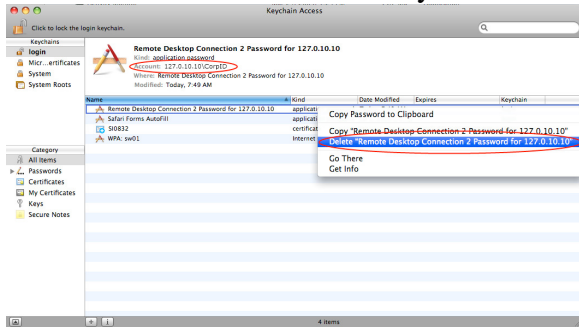 Keychain Access
Click to lock the login keychain.
Keychains
login
Micr...ertificates
System
System Roots
Remote Desktop Connection 2 Password for 127.0.10.10
Kind: application password
Account: 127.0.10.10\CorpID
Where: Remote Desktop Connection 2 Password for 127.0.10.10
Modified: Today, 7:49 AM
Name Kind Date Modified Expires Keychain
Remote Desktop Connection 2 Password for 127.0.10.10 applicati
Safari Forms AutoFill applicati
SI0832 certificat
WPA: sw01 Internet
Copy Password to Clipboard
Copy "Remote Desktop Connection 2 Password for 127.0.10.10"
Delete "Remote Desktop Connection 2 Password for 127.0.10.10"
Go There
Get Info
Category
All Items
Passwords
Certificates
My Certificates
Keys
Secure Notes
4 items